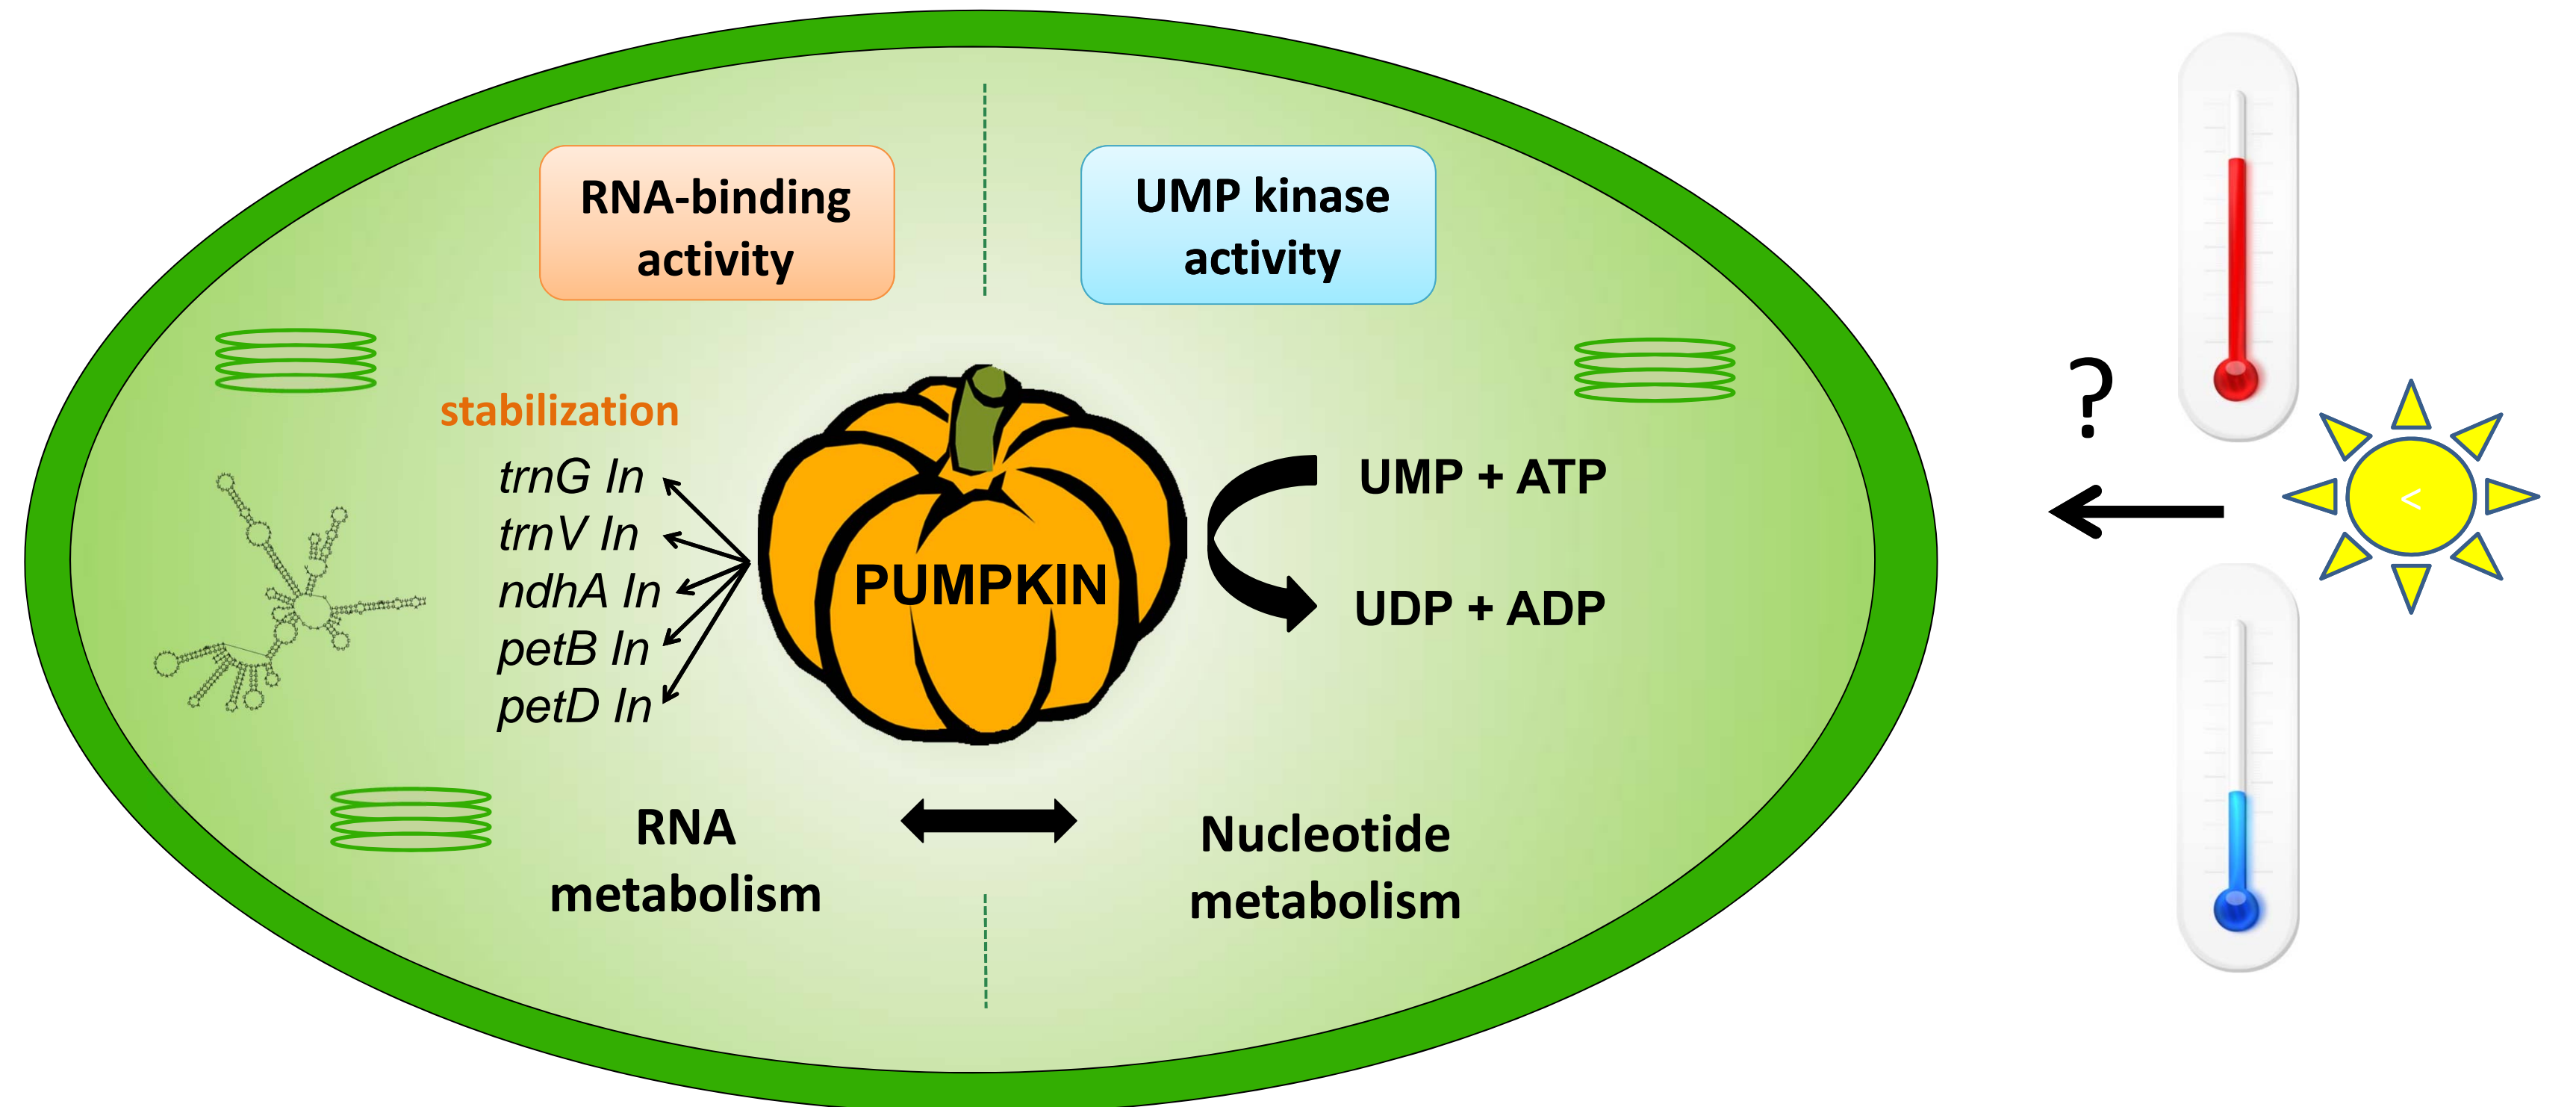 RNA-binding
activity
UMP kinase
activity
stabilization
trnG In
trnV In
ndhA In
petB In
petD In
PUMPKIN
UMP + ATP
UDP + ADP
RNA
metabolism
Nucleotide
metabolism
?
<